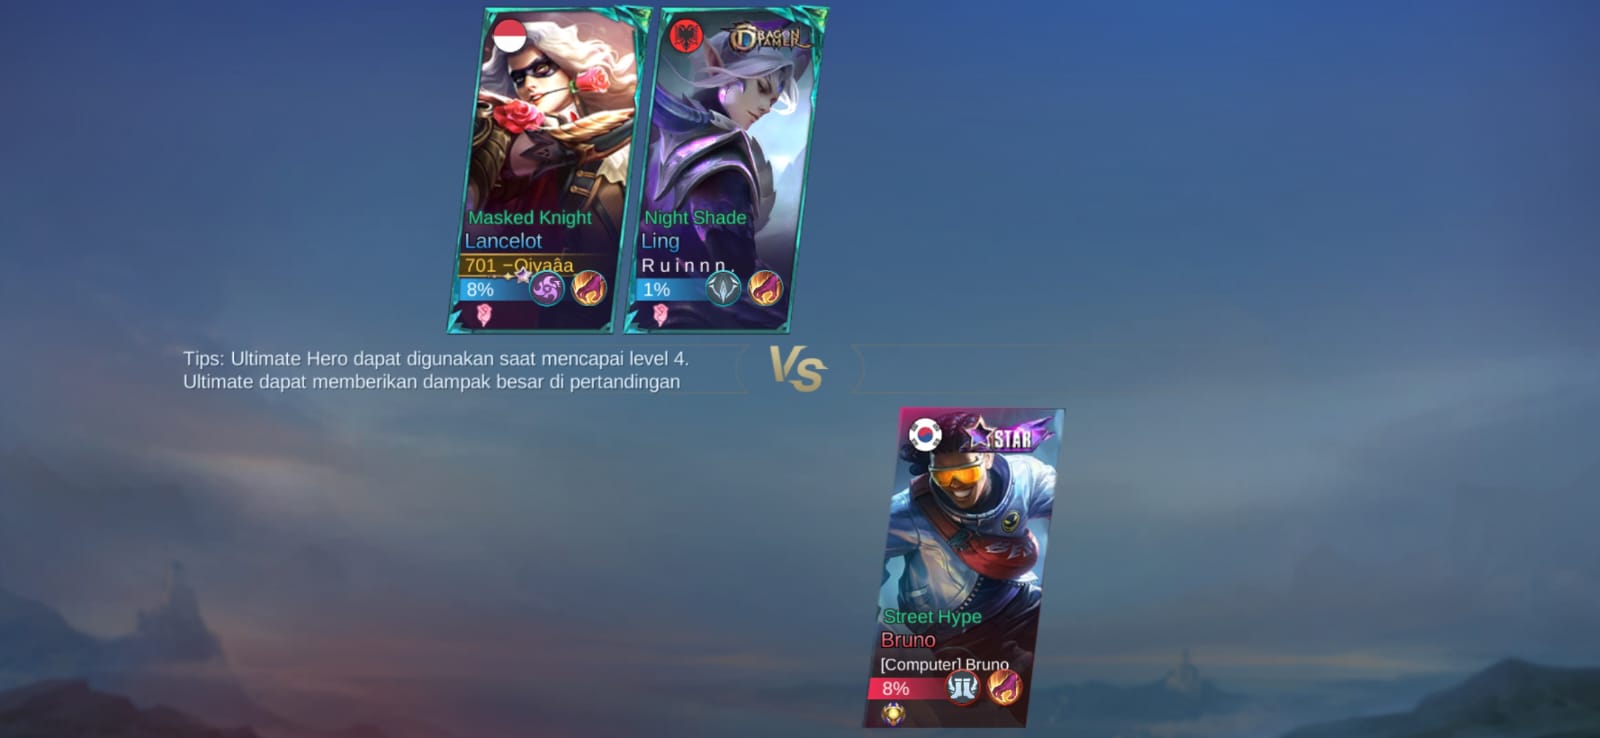 DRAGON TAMER
Masked Knight
Lancelot
701 –Qiyaâa
8%
Night Shade
Ling
R u i n n n .
1%
Tips: Ultimate Hero dapat digunakan saat mencapai level 4.
Ultimate dapat memberikan dampak besar di pertandingan
VS
STAR
Street Hype
Bruno
[Computer] Bruno
8%